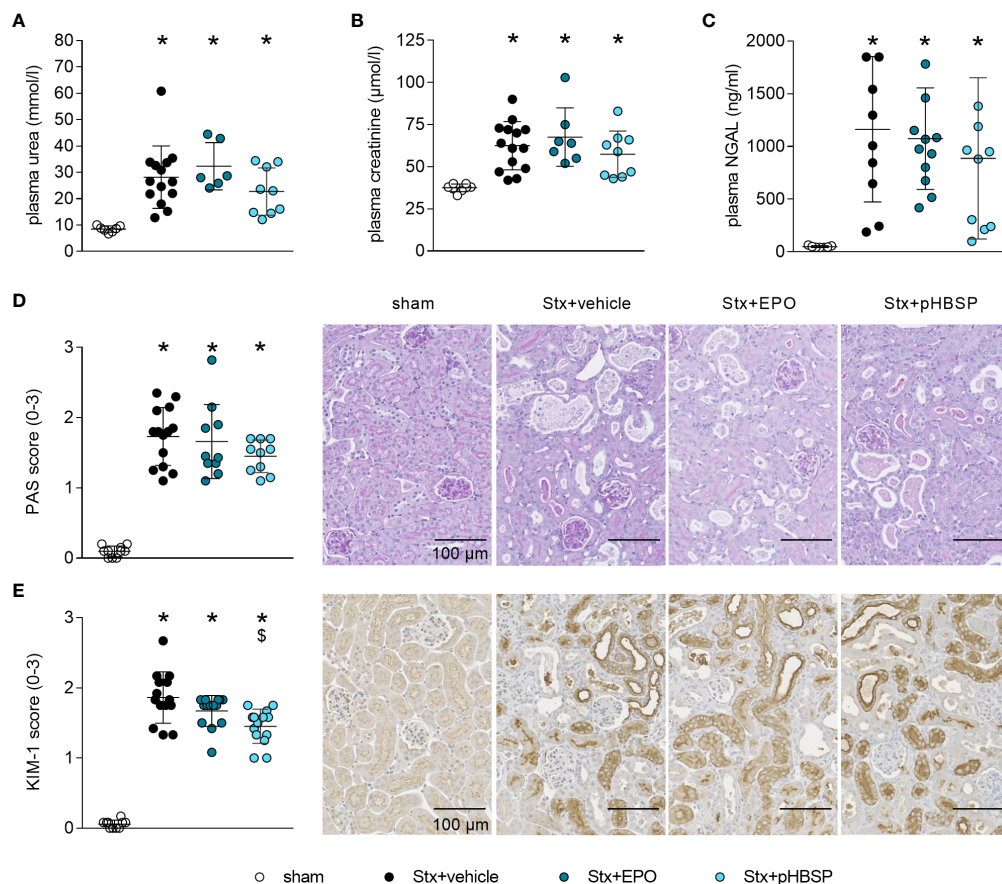 A
plasma urea (mmol/l)
80
70
60
50
40
30
20
10
0
* * *
B
plasma creatinine (µmol/l)
125
100
75
50
25
0
* * *
C
plasma NGAL (ng/ml)
2000
1500
1000
500
0
* * *
D
PAS score (0-3)
3
2
1
0
* * *
sham Stx+vehicle Stx+EPO Stx+pHBSP
100 µm
E
KIM-1 score (0-3)
3
2
1
0
* * *
$
100 µm
sham Stx+vehicle Stx+EPO Stx+pHBSP